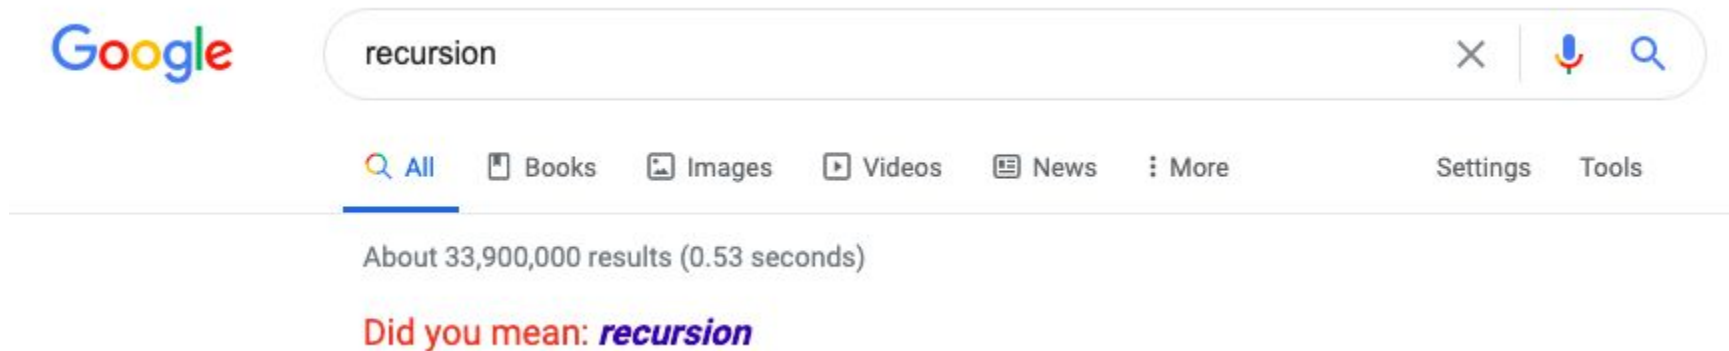 Google recursion
All Books Images Videos News More Settings Tools
About 33,900,000 results (0.53 seconds)
Did you mean: recursion